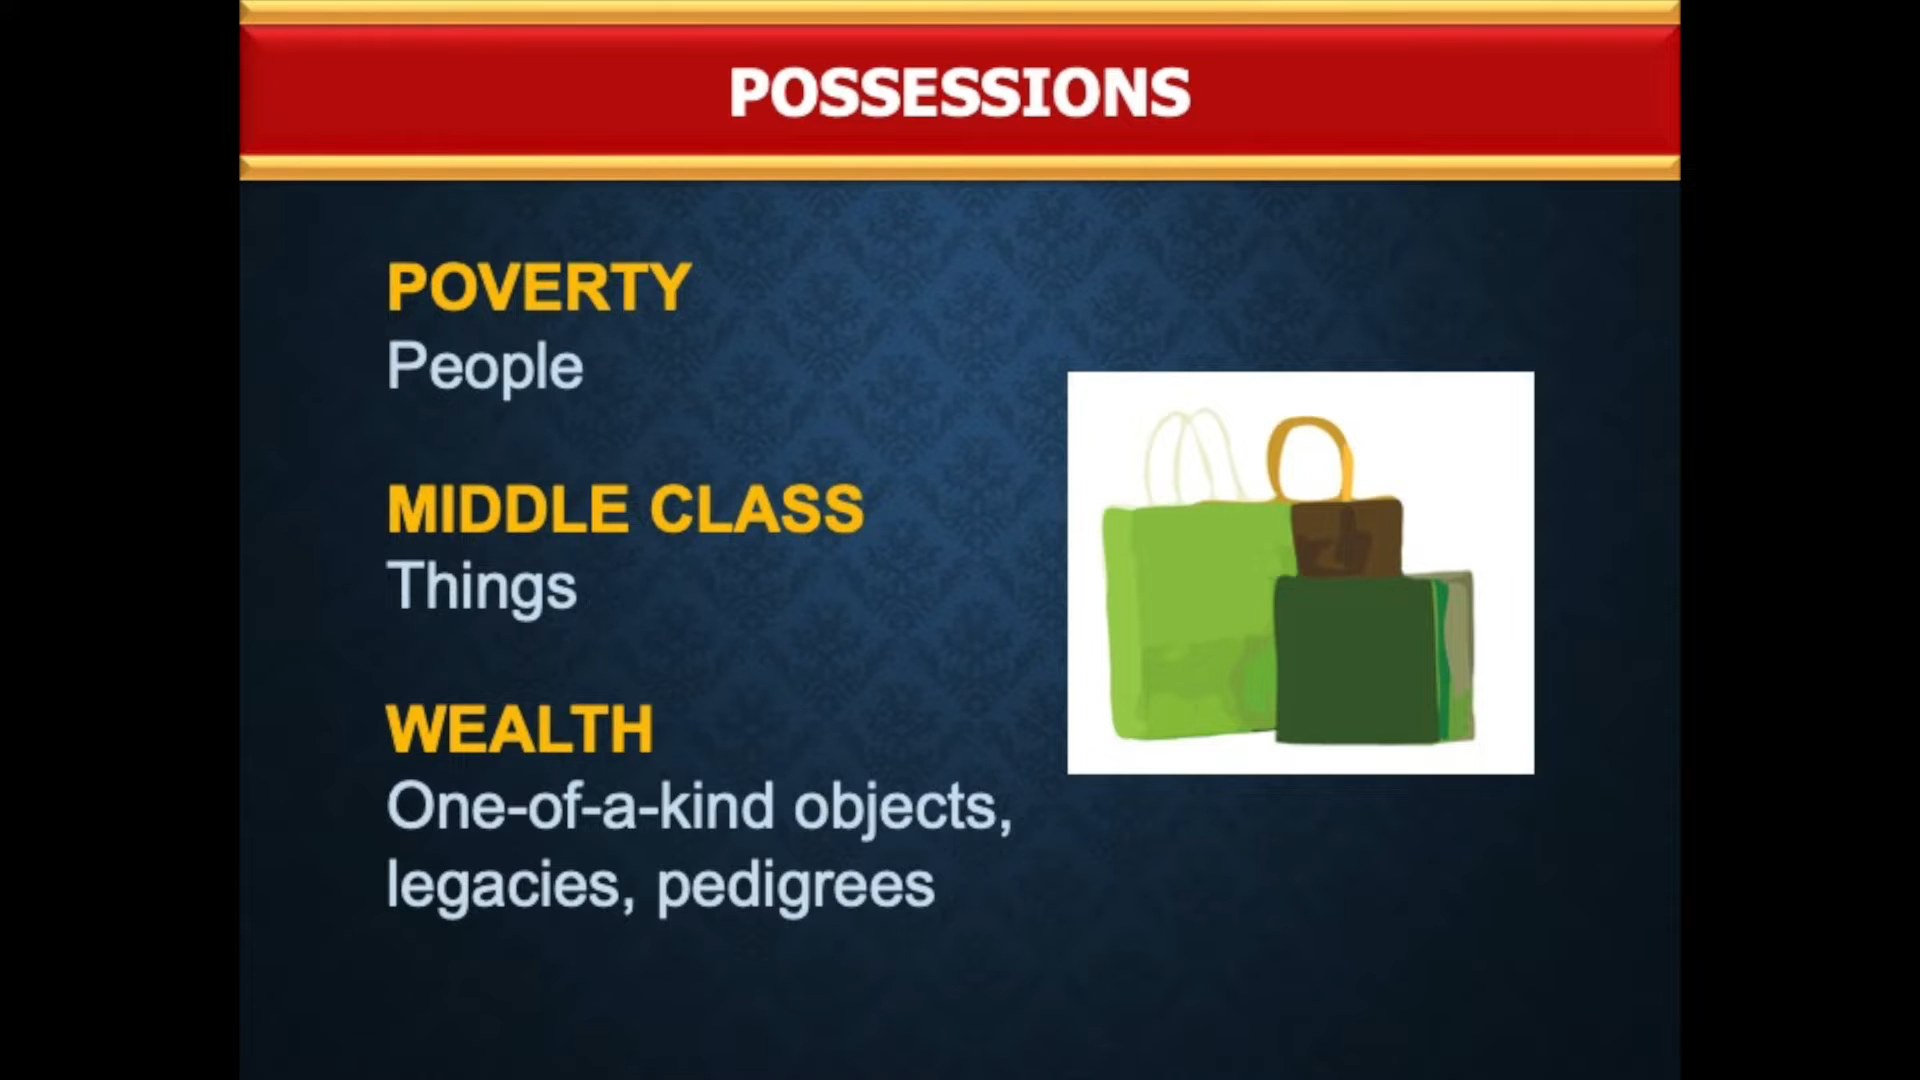 POSSESSIONS
POVERTY
People
MIDDLE CLASS
Things
WEALTH
One-of-a-kind objects,
legacies, pedigrees